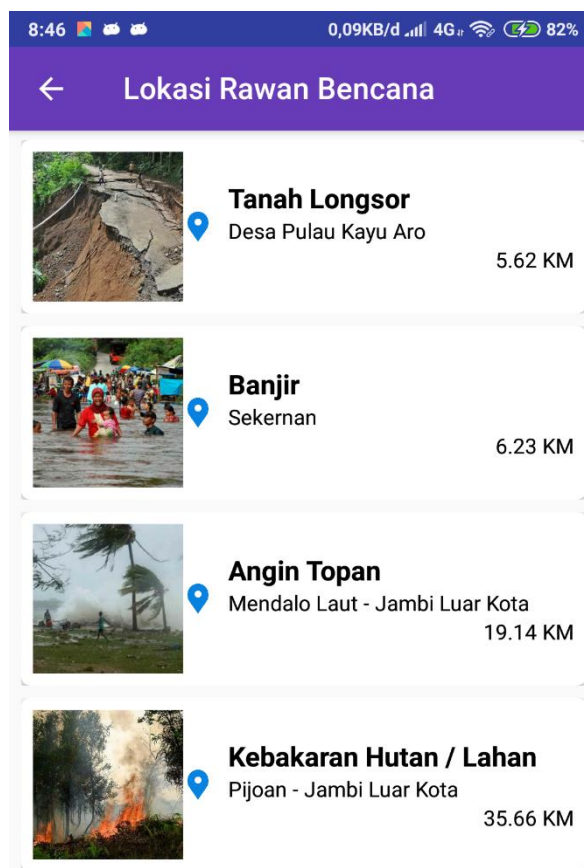 8:46 0,09KB/d 4G 82%
Lokasi Rawan Bencana
Tanah Longsor
Desa Pulau Kayu Aro
5.62 KM
Banjir
Sekernan
6.23 KM
Angin Topan
Mendalo Laut - Jambi Luar Kota
19.14 KM
Kebakaran Hutan / Lahan
Pijoan - Jambi Luar Kota
35.66 KM